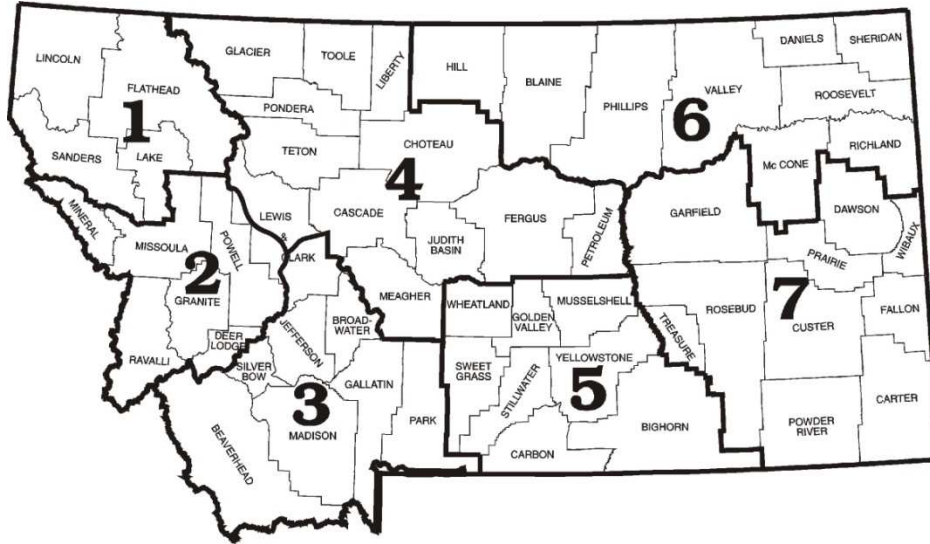 LINCOLN
FLATHEAD
1
SANDERS
LAKE
GLACIER
TOOLE
LIBERTY
PONDERA
TETON
CHOTEAU
4
LEWIS
&
CLARK
CASCADE
JUDITH
BASIN
FERGUS
PETROLEUM
MEAGHER
HILL
BLAINE
PHILLIPS
VALLEY
6
DANIELS
SHERIDAN
ROOSEVELT
RICHLAND
Mc CONE
MINERAL
MISSOULA
POWELL
2
GRANITE
DEER
LODGE
RAVALLI
SILVER
BOW
JEFFERSON
BROAD-
WATER
GALLATIN
3
MADISON
PARK
BEAVERHEAD
WHEATLAND
GOLDEN
VALLEY
MUSSELSHELL
SWEET
GRASS
STILLWATER
YELLOWSTONE
5
CARBON
BIGHORN
GARFIELD
DAWSON
WIBAUX
PRAIRIE
7
ROSEBUD
TREASURE
CUSTER
FALLON
POWDER
RIVER
CARTER